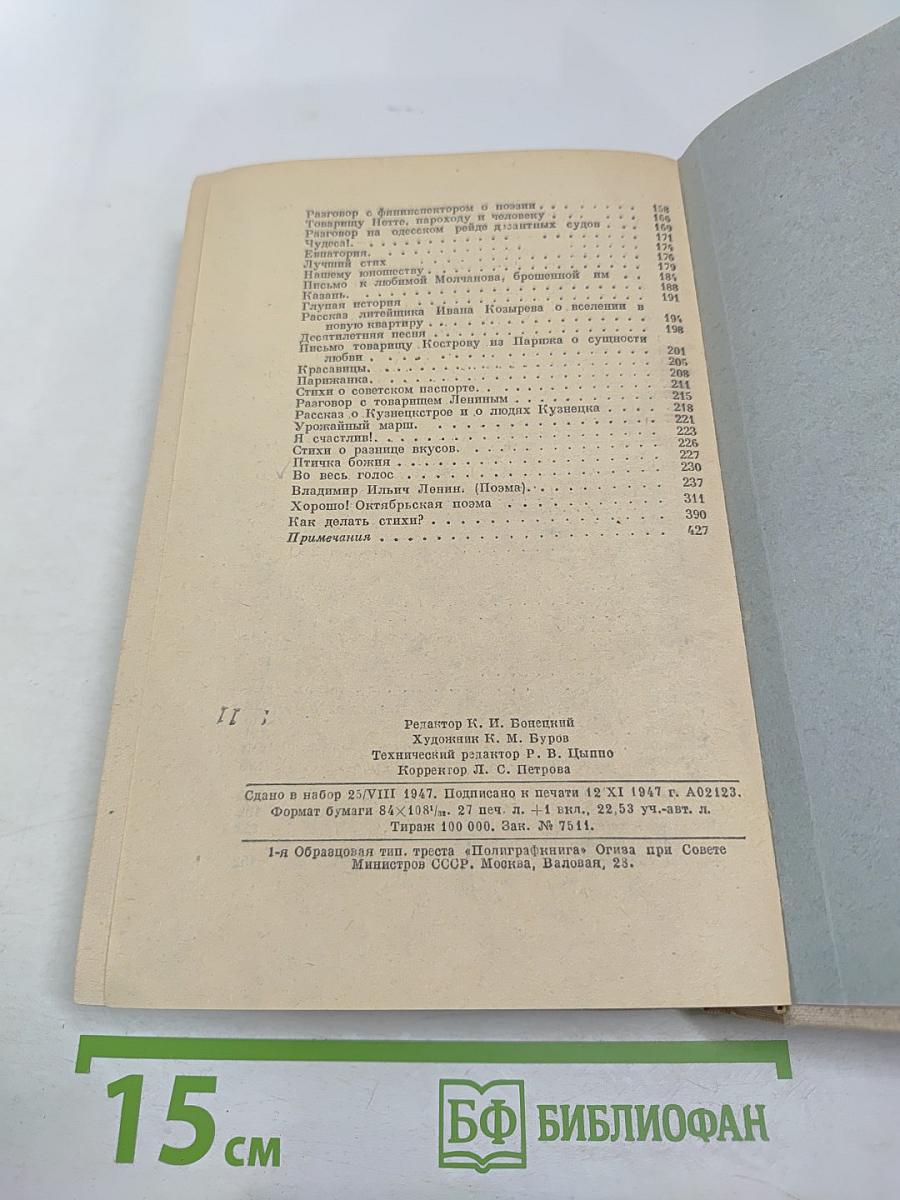 Разговор с фининспектором о поэзии . . . . . . . . 158
Товарищу Нетте, пароходу и человеку . . . . . . . 166
Разговор на одесском рейде десантных судов . . . 169
Чудеса! . . . . . . . . . . . . . . . . . . 171
Евпатория . . . . . . . . . . . . . . . . . 174
Лучший стих . . . . . . . . . . . . . . . . 176
Нашему юношеству . . . . . . . . . . . . . . 179
Письмо к любимой Молчанова, брошенной им . . 184
Казань . . . . . . . . . . . . . . . . . . 188
Глупая история . . . . . . . . . . . . . . . 191
Рассказ литейщика Ивана Козырева о вселении в
новую квартиру . . . . . . . . . . . . . . . 194
Десятилетняя песня . . . . . . . . . . . . . 198
Письмо товарищу Кострову из Парижа о сущности
любви . . . . . . . . . . . . . . . . . . 201
Красавицы . . . . . . . . . . . . . . . . . 205
Парижанка . . . . . . . . . . . . . . . . . 208
Стихи о советском паспорте . . . . . . . . . . 211
Разговор с товарищем Лениным . . . . . . . . . 215
Рассказ о Кузнецкстрое и о людях Кузнецка . . . . 218
Урожайный марш . . . . . . . . . . . . . . . 221
Я счастлив! . . . . . . . . . . . . . . . . 223
Стихи о разнице вкусов . . . . . . . . . . . . 226
Птичка божия . . . . . . . . . . . . . . . . 227
Во весь голос . . . . . . . . . . . . . . . 230
Владимир Ильич Ленин. (Поэма) . . . . . . . . . 237
Хорошо! Октябрьская поэма . . . . . . . . . . 311
Как делать стихи? . . . . . . . . . . . . . . 390
Примечания . . . . . . . . . . . . . . . . . 427
Редактор К. И. Бонецкий
Художник К. М. Буров
Технический редактор Р. В. Цыппо
Корректор Л. С. Петрова
Сдано в набор 25/VIII 1947. Подписано к печати 12 XI 1947 г. А02123.
Формат бумаги 84×108 1/32. 27 печ. л. +1 вкл., 22,53 уч.-авт. л.
Тираж 100 000. Зак. № 7511.
1-я Образцовая тип. треста «Полиграфкнига» Огиза при Совете
Министров СССР. Москва, Валовая, 28.
15 см
БФ БИБЛИОФАН